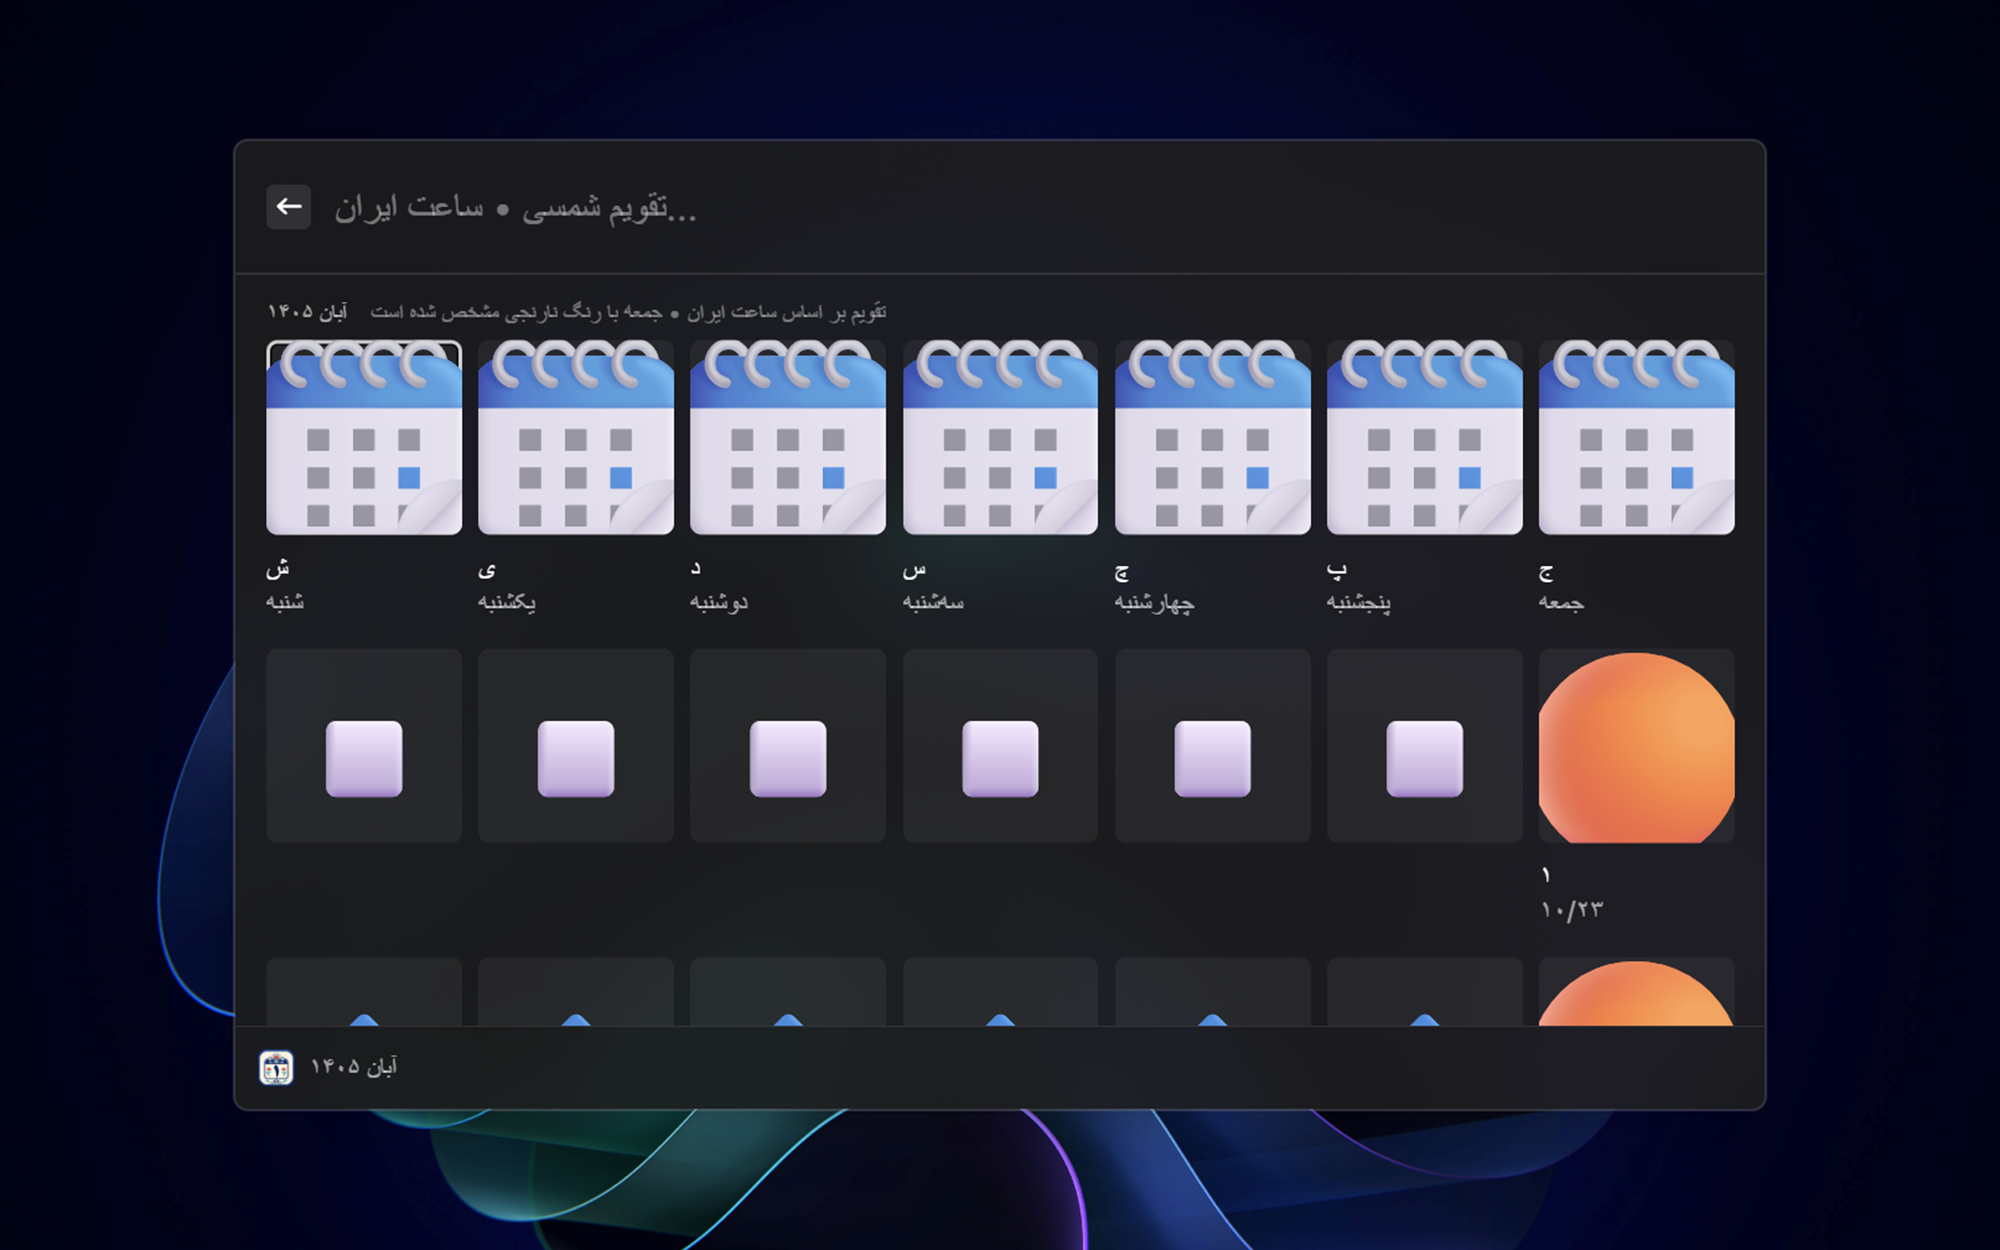 تقویم شمسی • ساعت ایران...
آبان ۱۴۰۵
تقویم بر اساس ساعت ایران • جمعه با رنگ نارنجی مشخص شده است
ش
شنبه
ی
یکشنبه
د
دوشنبه
س
سه‌شنبه
چ
چهارشنبه
پ
پنجشنبه
ج
جمعه
۱
۱۰/۲۳
آبان ۱۴۰۵